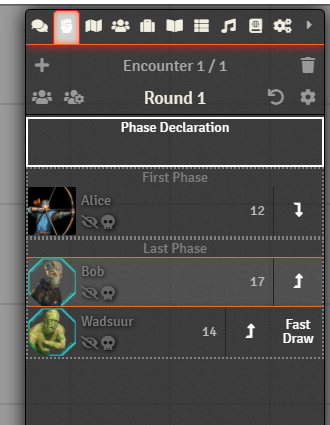 Encounter 1 / 1
Round 1
Phase Declaration
First Phase
Alice
12
Last Phase
Bob
17
Wadsuur
14
Fast
Draw